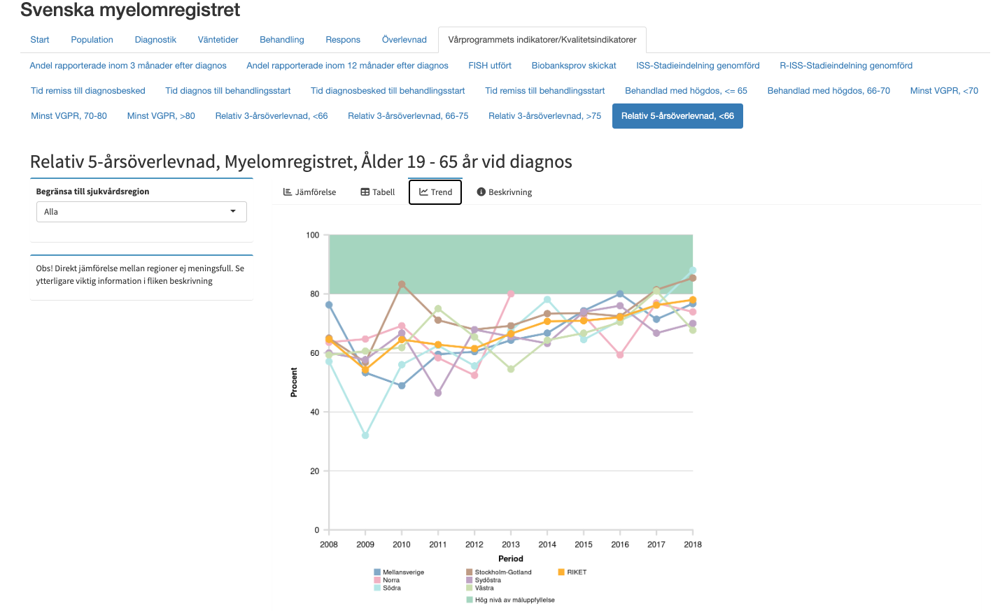 Svenska myelomregistret
Start Population Diagnostik Väntetider Behandling Respons Överlevnad Vårprogrammets indikatorer/Kvalitetsindikatorer
Andel rapporterade inom 3 månader efter diagnos Andel rapporterade inom 12 månader efter diagnos FISH utfört Biobanksprov skickat ISS-Stadieindelning genomförd R-ISS-Stadieindelning genomförd
Tid remiss till diagnosbesked Tid diagnos till behandlingsstart Tid diagnosbesked till behandlingsstart Tid remiss till behandlingsstart Behandlad med högdos, <= 65 Behandlad med högdos, 66-70 Minst VGPR, <70
Minst VGPR, 70-80 Minst VGPR, >80 Relativ 3-årsöverlevnad, <66 Relativ 3-årsöverlevnad, 66-75 Relativ 3-årsöverlevnad, >75 Relativ 5-årsöverlevnad, <66
Relativ 5-årsöverlevnad, Myelomregistret, Ålder 19 - 65 år vid diagnos
Begränsa till sjukvårdsregion
Alla
Obs! Direkt jämförelse mellan regioner ej meningsfull. Se
ytterligare viktig information i fliken beskrivning
Jämförelse Tabell Trend Beskrivning
100
80
60
40
20
0
Procent
2008 2009 2010 2011 2012 2013 2014 2015 2016 2017 2018
Period
Mellansverige Stockholm-Gotland RIKET
Norra Sydöstra
Södra Västra
Hög nivå av måluppfyllelse